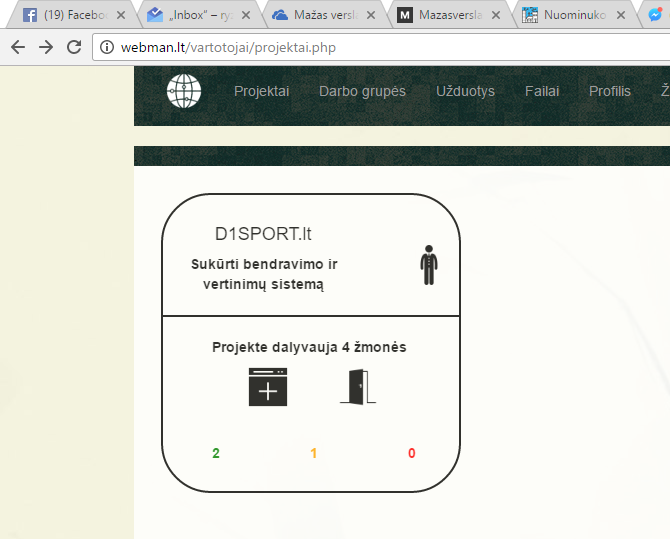 (19) Facebo
„Inbox“ – ry
Mažas versl
Mazasversla
Nuominuko
webman.lt/vartotojai/projektai.php
Projektai Darbo grupės Užduotys Failai Profilis Ž
D1SPORT.lt
Sukūrti bendravimo ir
vertinimų sistemą
Projekte dalyvauja 4 žmonės
2 1 0